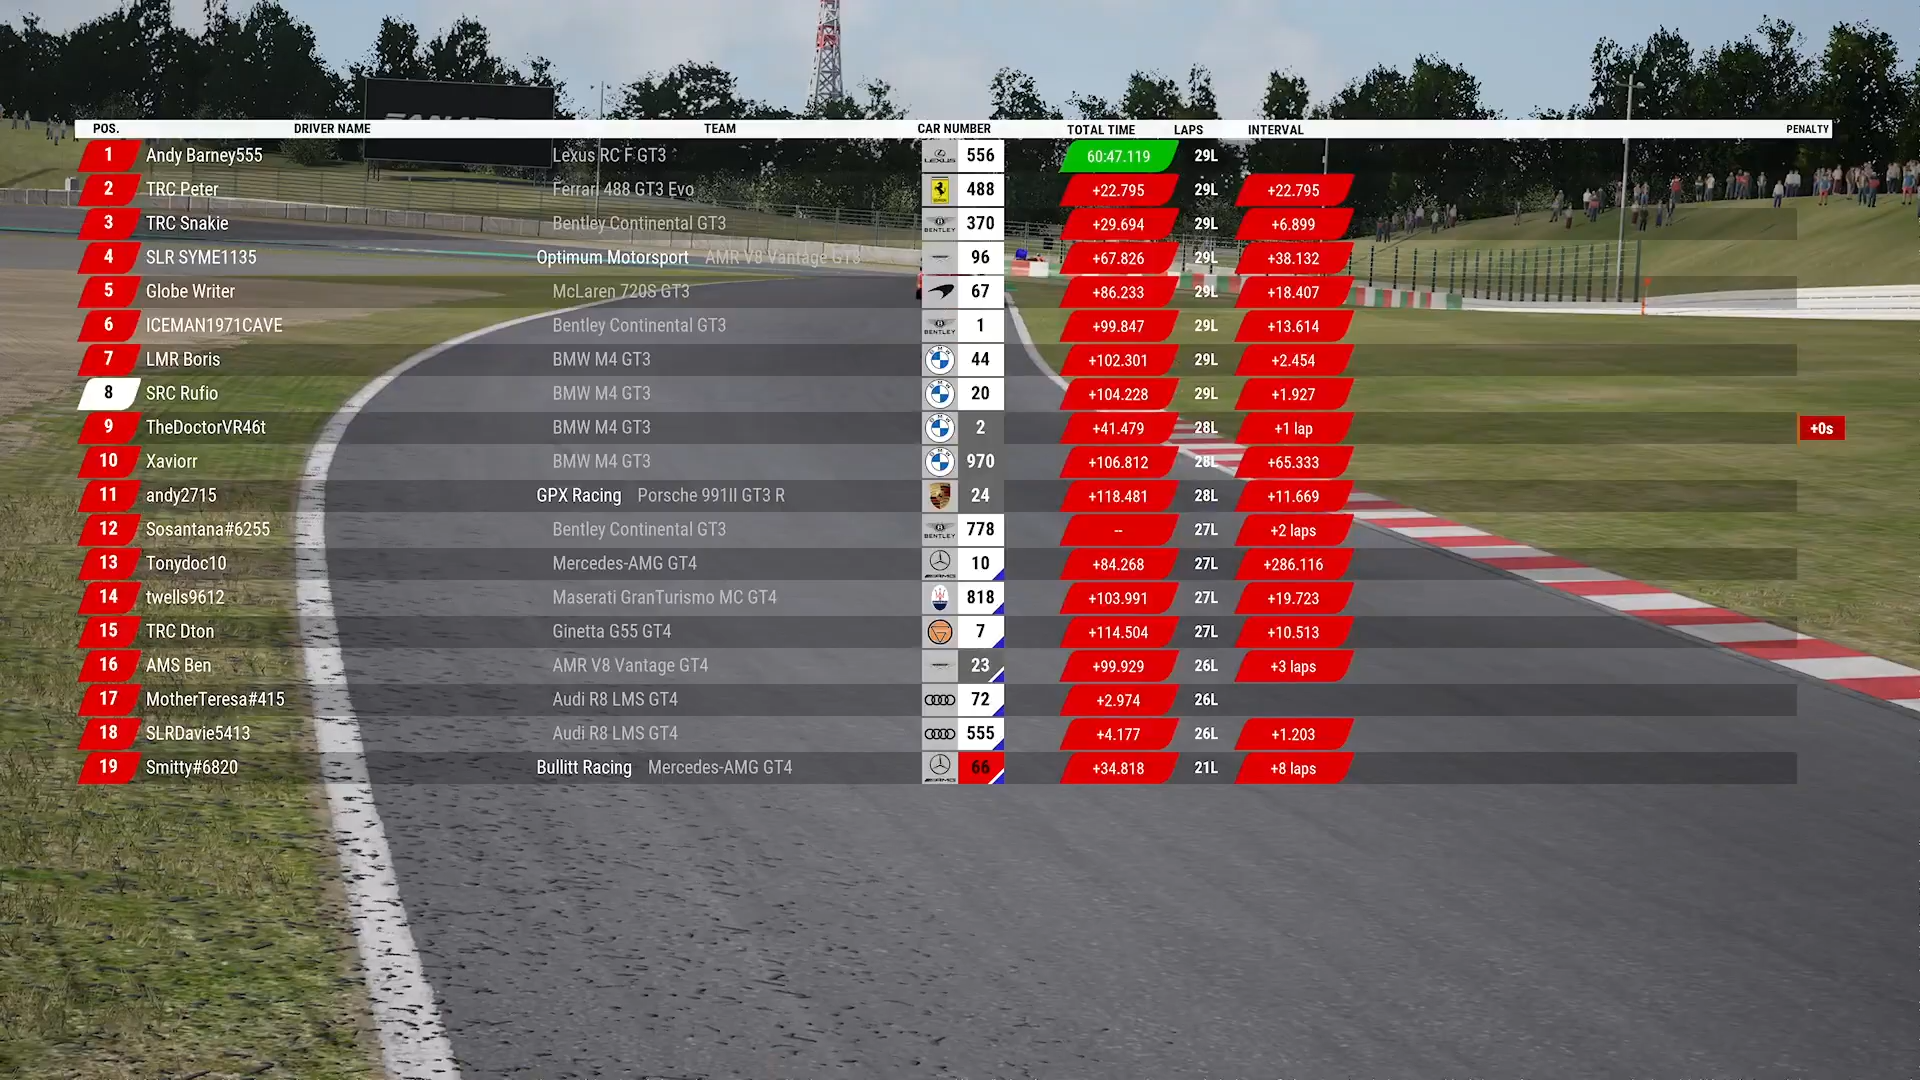 POS. DRIVER NAME TEAM CAR NUMBER TOTAL TIME LAPS INTERVAL PENALTY
1 Andy Barney555 Lexus RC F GT3 LEXUS 556 60:47.119 29L
2 TRC Peter Ferrari 488 GT3 Evo 488 +22.795 29L +22.795
3 TRC Snakie Bentley Continental GT3 BENTLEY 370 +29.694 29L +6.899
4 SLR SYME1135 Optimum Motorsport AMR V8 Vantage GT3 96 +67.826 29L +38.132
5 Globe Writer McLaren 720S GT3 67 +86.233 29L +18.407
6 ICEMAN1971CAVE Bentley Continental GT3 BENTLEY 1 +99.847 29L +13.614
7 LMR Boris BMW M4 GT3 BMW 44 +102.301 29L +2.454
8 SRC Rufio BMW M4 GT3 BMW 20 +104.228 29L +1.927
9 TheDoctorVR46t BMW M4 GT3 BMW 2 +41.479 28L +1 lap +0s
10 Xaviorr BMW M4 GT3 BMW 970 +106.812 28L +65.333
11 andy2715 GPX Racing Porsche 991II GT3 R 24 +118.481 28L +11.669
12 Sosantana#6255 Bentley Continental GT3 BENTLEY 778 -- 27L +2 laps
13 Tonydoc10 Mercedes-AMG GT4 AMG 10 +84.268 27L +286.116
14 twells9612 Maserati GranTurismo MC GT4 818 +103.991 27L +19.723
15 TRC Dton Ginetta G55 GT4 7 +114.504 27L +10.513
16 AMS Ben AMR V8 Vantage GT4 23 +99.929 26L +3 laps
17 MotherTeresa#415 Audi R8 LMS GT4 72 +2.974 26L
18 SLRDavie5413 Audi R8 LMS GT4 555 +4.177 26L +1.203
19 Smitty#6820 Bullitt Racing Mercedes-AMG GT4 AMG 66 +34.818 21L +8 laps